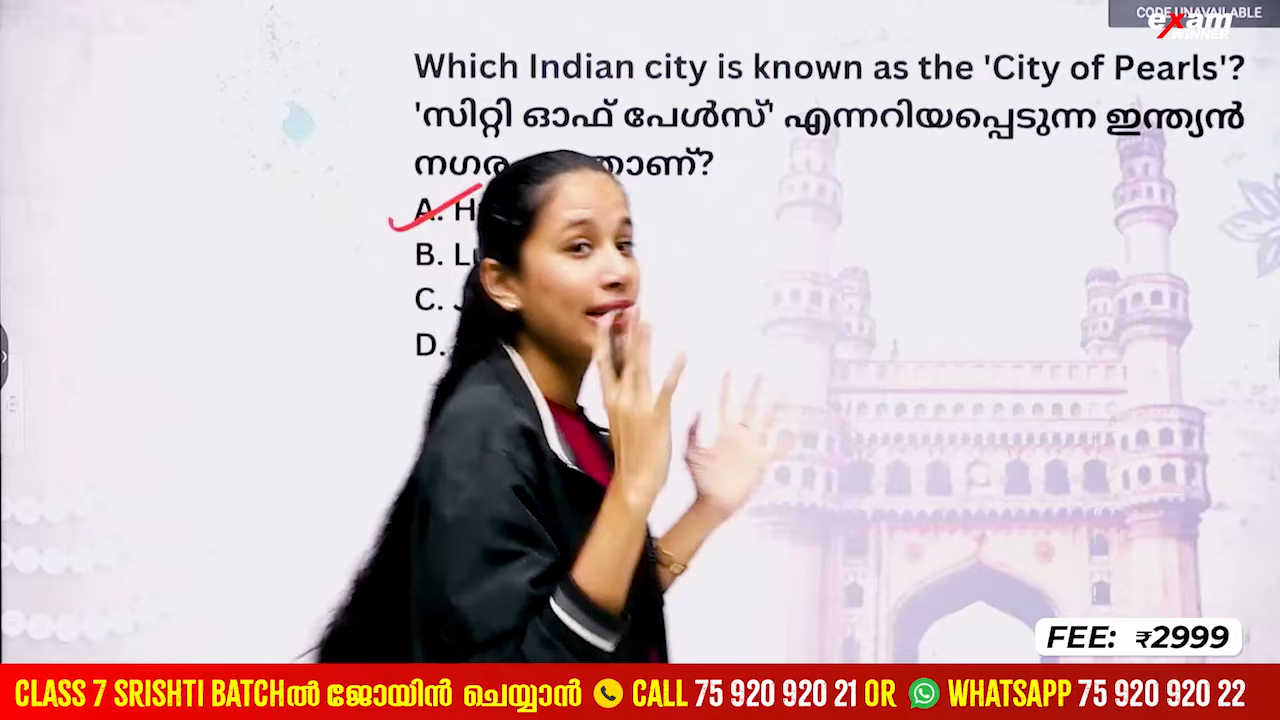 CODE UNAVAILABLE
exam
WINNER
Which Indian city is known as the 'City of Pearls'?
'സിറ്റി ഓഫ് പേൾസ്' എന്നറിയപ്പെടുന്ന ഇന്ത്യൻ
A.
B.
C.
D.
FEE: ₹2999
CLASS 7 SRISHTI BATCHൽ ജോയിൻ ചെയ്യാൻ CALL 75 920 920 21 OR WHATSAPP 75 920 920 22